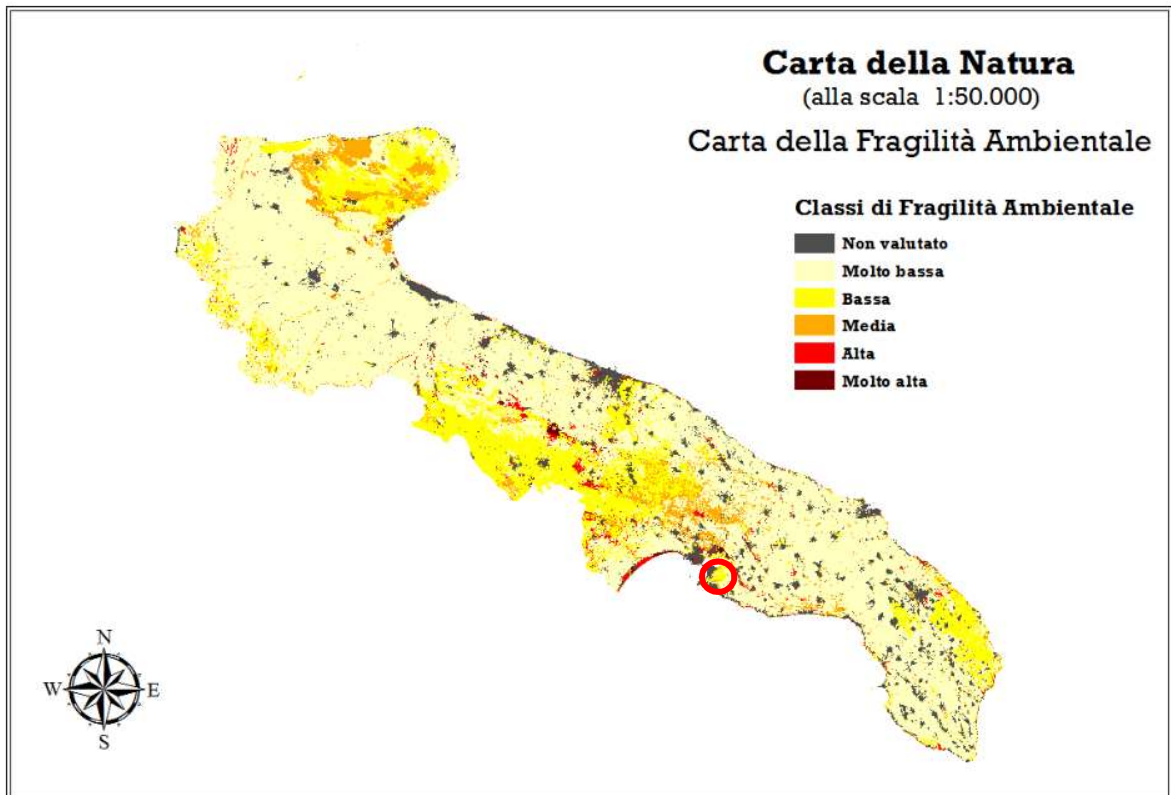 Carta della Natura
(alla scala 1:50.000)
Carta della Fragilità Ambientale
Classi di Fragilità Ambientale
Non valutato
Molto bassa
Bassa
Media
Alta
Molto alta
N
W E
S